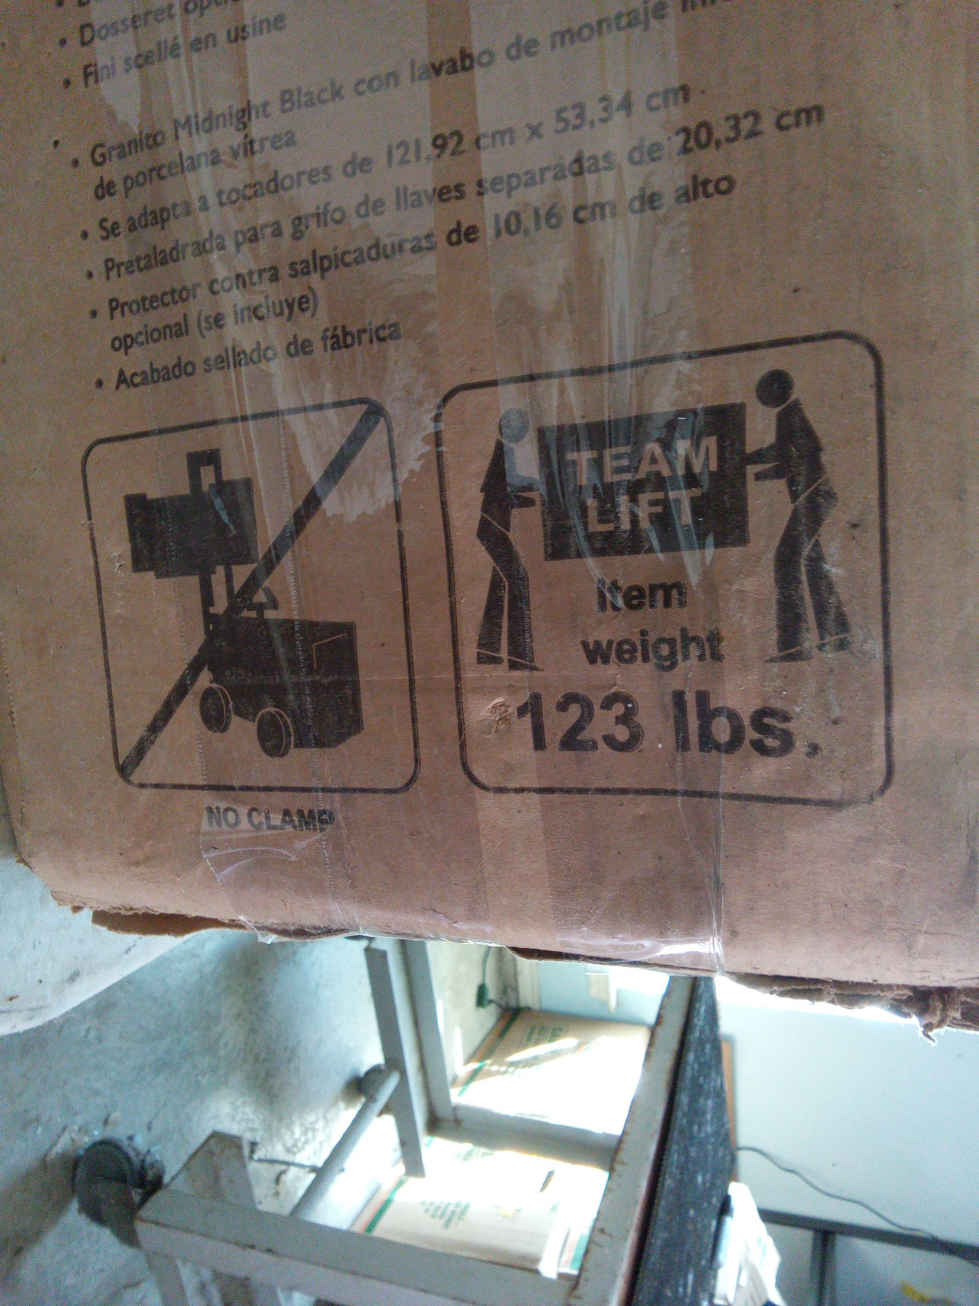 • Dosseret
• Fini scellé en usine
• Granito Midnight Black con lavabo de montaje
de porcelana vítrea
• Se adapta a tocadores de 121,92 cm x 53,34 cm
• Pretaladrada para grifo de llaves separadas de 20,32 cm
• Protector contra salpicaduras de 10,16 cm de alto
opcional (se incluye)
• Acabado sellado de fábrica
TEAM
LIFT
Item
weight
123 lbs.
NO CLAMP